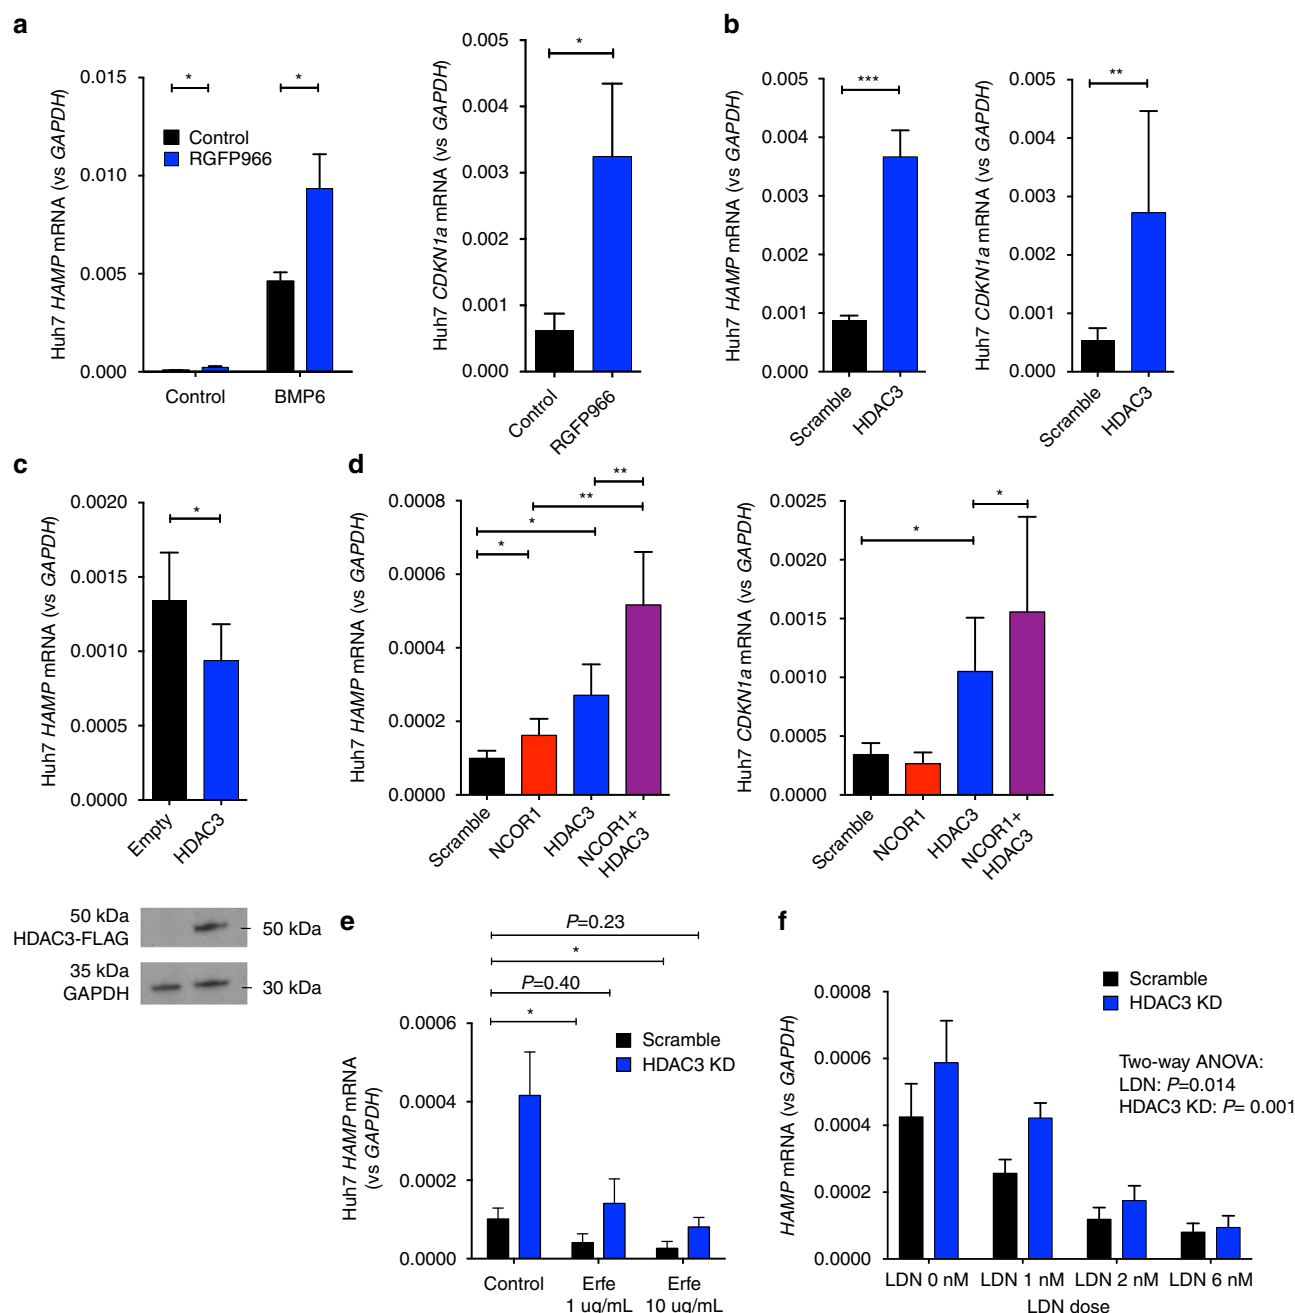 a
Huh7 HAMP mRNA (vs GAPDH)
0.015
0.010
0.005
0.000
*
*
Control
RGFP966
Control
BMP6
Huh7 CDKN1a mRNA (vs GAPDH)
0.005
0.004
0.003
0.002
0.001
0.000
*
Control
RGFP966
b
Huh7 HAMP mRNA (vs GAPDH)
0.005
0.004
0.003
0.002
0.001
0.000
***
Scramble
HDAC3
Huh7 CDKN1a mRNA (vs GAPDH)
0.005
0.004
0.003
0.002
0.001
0.000
**
Scramble
HDAC3
c
Huh7 HAMP mRNA (vs GAPDH)
0.0020
0.0015
0.0010
0.0005
0.0000
*
Empty
HDAC3
50 kDa
HDAC3-FLAG
50 kDa
35 kDa
GAPDH
30 kDa
d
Huh7 HAMP mRNA (vs GAPDH)
0.0008
0.0006
0.0004
0.0002
0.0000
**
**
*
*
Scramble
NCOR1
HDAC3
NCOR1+
HDAC3
Huh7 CDKN1a mRNA (vs GAPDH)
0.0025
0.0020
0.0015
0.0010
0.0005
0.0000
*
*
Scramble
NCOR1
HDAC3
NCOR1+
HDAC3
e
Huh7 HAMP mRNA
(vs GAPDH)
0.0006
0.0004
0.0002
0.0000
P=0.23
*
P=0.40
*
Scramble
HDAC3 KD
Control
Erfe
1 ug/mL
Erfe
10 ug/mL
f
HAMP mRNA (vs GAPDH)
0.0008
0.0006
0.0004
0.0002
0.0000
Scramble
HDAC3 KD
Two-way ANOVA:
LDN: P=0.014
HDAC3 KD: P= 0.001
LDN 0 nM
LDN 1 nM
LDN 2 nM
LDN 6 nM
LDN dose